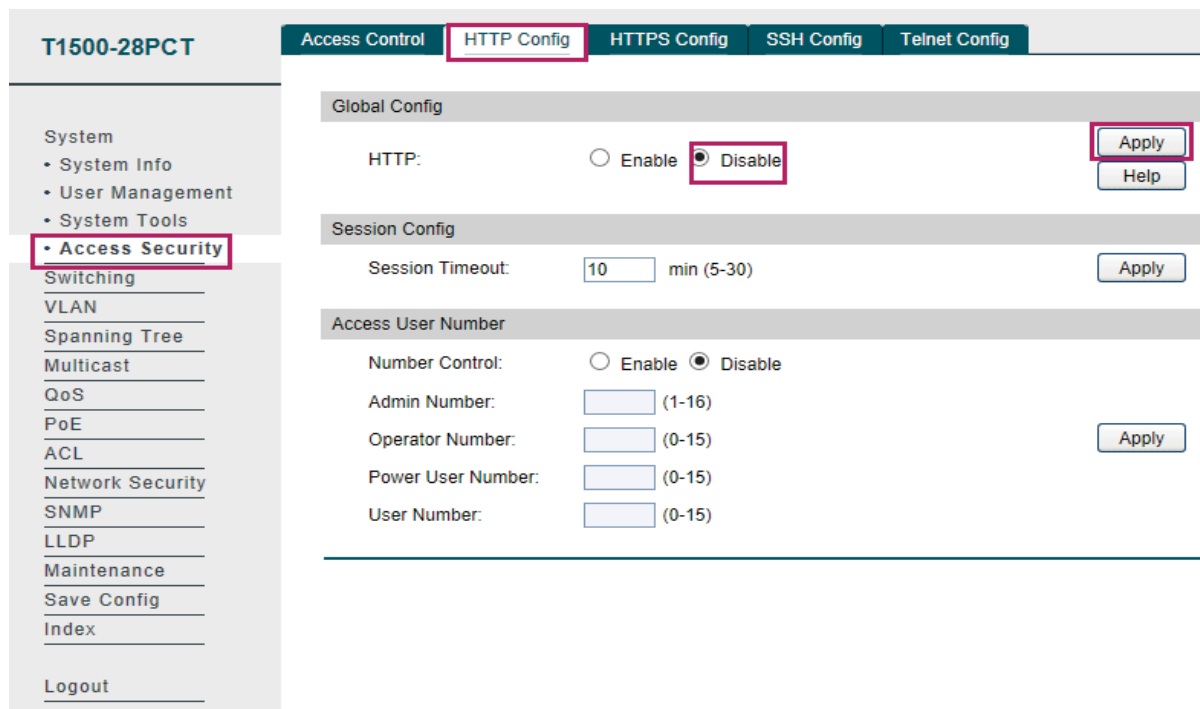 T1500-28PCT
Access Control HTTP Config HTTPS Config SSH Config Telnet Config
System
• System Info
• User Management
• System Tools
• Access Security
Switching
VLAN
Spanning Tree
Multicast
QoS
PoE
ACL
Network Security
SNMP
LLDP
Maintenance
Save Config
Index
Logout
Global Config
HTTP: Enable Disable Apply
Help
Session Config
Session Timeout: 10 min (5-30) Apply
Access User Number
Number Control: Enable Disable
Admin Number: (1-16)
Operator Number: (0-15) Apply
Power User Number: (0-15)
User Number: (0-15)